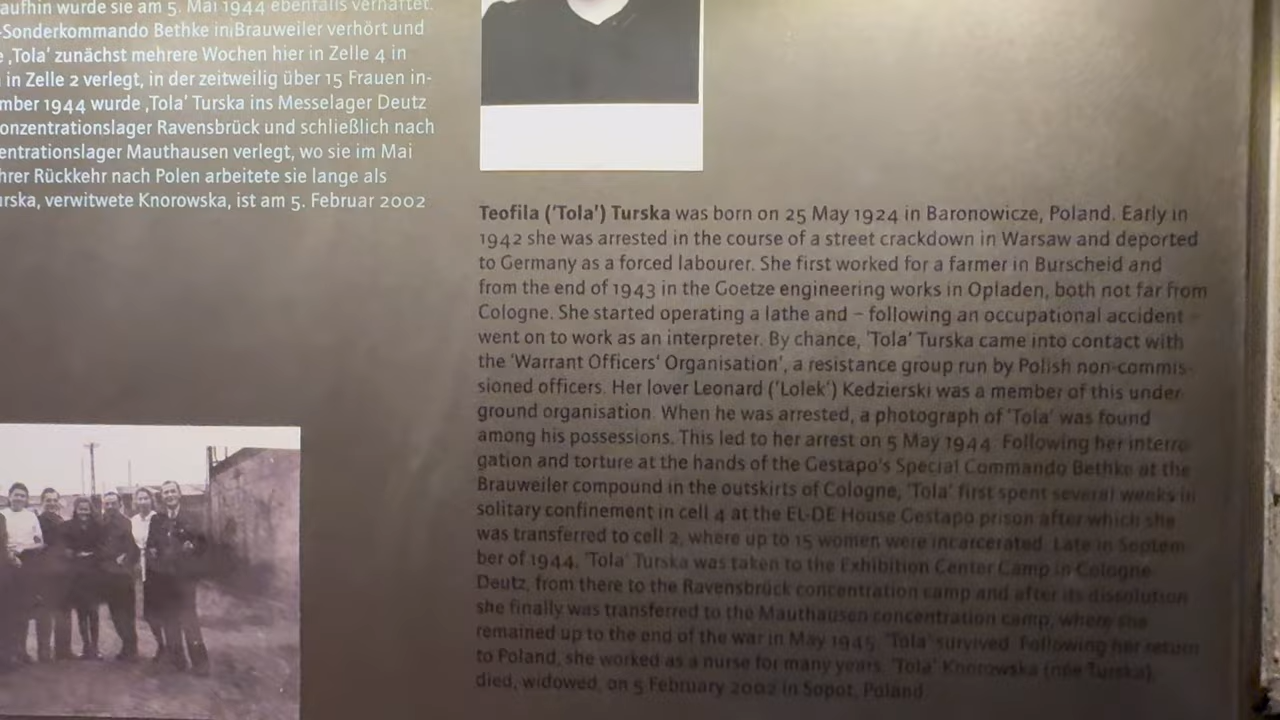 aufhin wurde sie am 5. Mai 1944 ebenfalls verhaftet.
-Sonderkommando Bethke in Brauweiler verhört und
e ‚Tola' zunächst mehrere Wochen hier in Zelle 4 in
in Zelle 2 verlegt, in der zeitweilig über 15 Frauen in-
mber 1944 wurde ‚Tola' Turska ins Messelager Deutz
onzentrationslager Ravensbrück und schließlich nach
entrationslager Mauthausen verlegt, wo sie im Mai
hrer Rückkehr nach Polen arbeitete sie lange als
urska, verwitwete Knorowska, ist am 5. Februar 2002
Teofila ('Tola') Turska was born on 25 May 1924 in Baronowicze, Poland. Early in
1942 she was arrested in the course of a street crackdown in Warsaw and deported
to Germany as a forced labourer. She first worked for a farmer in Burscheid and
from the end of 1943 in the Goetze engineering works in Opladen, both not far from
Cologne. She started operating a lathe and – following an occupational accident –
went on to work as an interpreter. By chance, 'Tola' Turska came into contact with
the 'Warrant Officers' Organisation', a resistance group run by Polish non-commis-
sioned officers. Her lover Leonard ('Lolek') Kedzierski was a member of this under-
ground organisation. When he was arrested, a photograph of 'Tola' was found
among his possessions. This led to her arrest on 5 May 1944. Following her interro-
gation and torture at the hands of the Gestapo's Special Commando Bethke at the
Brauweiler compound in the outskirts of Cologne, 'Tola' first spent several weeks in
solitary confinement in cell 4 at the EL-DE House Gestapo prison after which she
was transferred to cell 2, where up to 15 women were incarcerated. Late in Septem-
ber of 1944, 'Tola' Turska was taken to the Exhibition Center Camp in Cologne-
Deutz, from there to the Ravensbrück concentration camp and after its dissolution
she finally was transferred to the Mauthausen concentration camp, where she
remained up to the end of the war in May 1945. 'Tola' survived. Following her return
to Poland, she worked as a nurse for many years. 'Tola' Knorowska (née Turska)
died, widowed, on 5 February 2002 in Sopot, Poland.